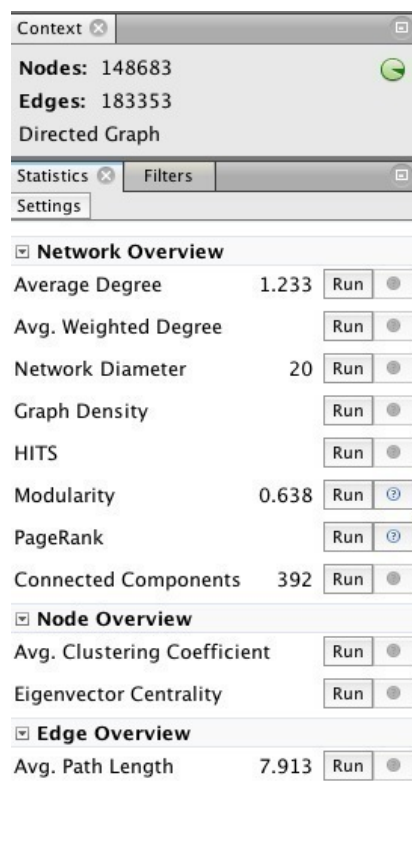 Context
Nodes: 148683
Edges: 183353
Directed Graph
Statistics Filters
Settings
Network Overview
Average Degree 1.233 Run
Avg. Weighted Degree Run
Network Diameter 20 Run
Graph Density Run
HITS Run
Modularity 0.638 Run ?
PageRank Run ?
Connected Components 392 Run
Node Overview
Avg. Clustering Coefficient Run
Eigenvector Centrality Run
Edge Overview
Avg. Path Length 7.913 Run